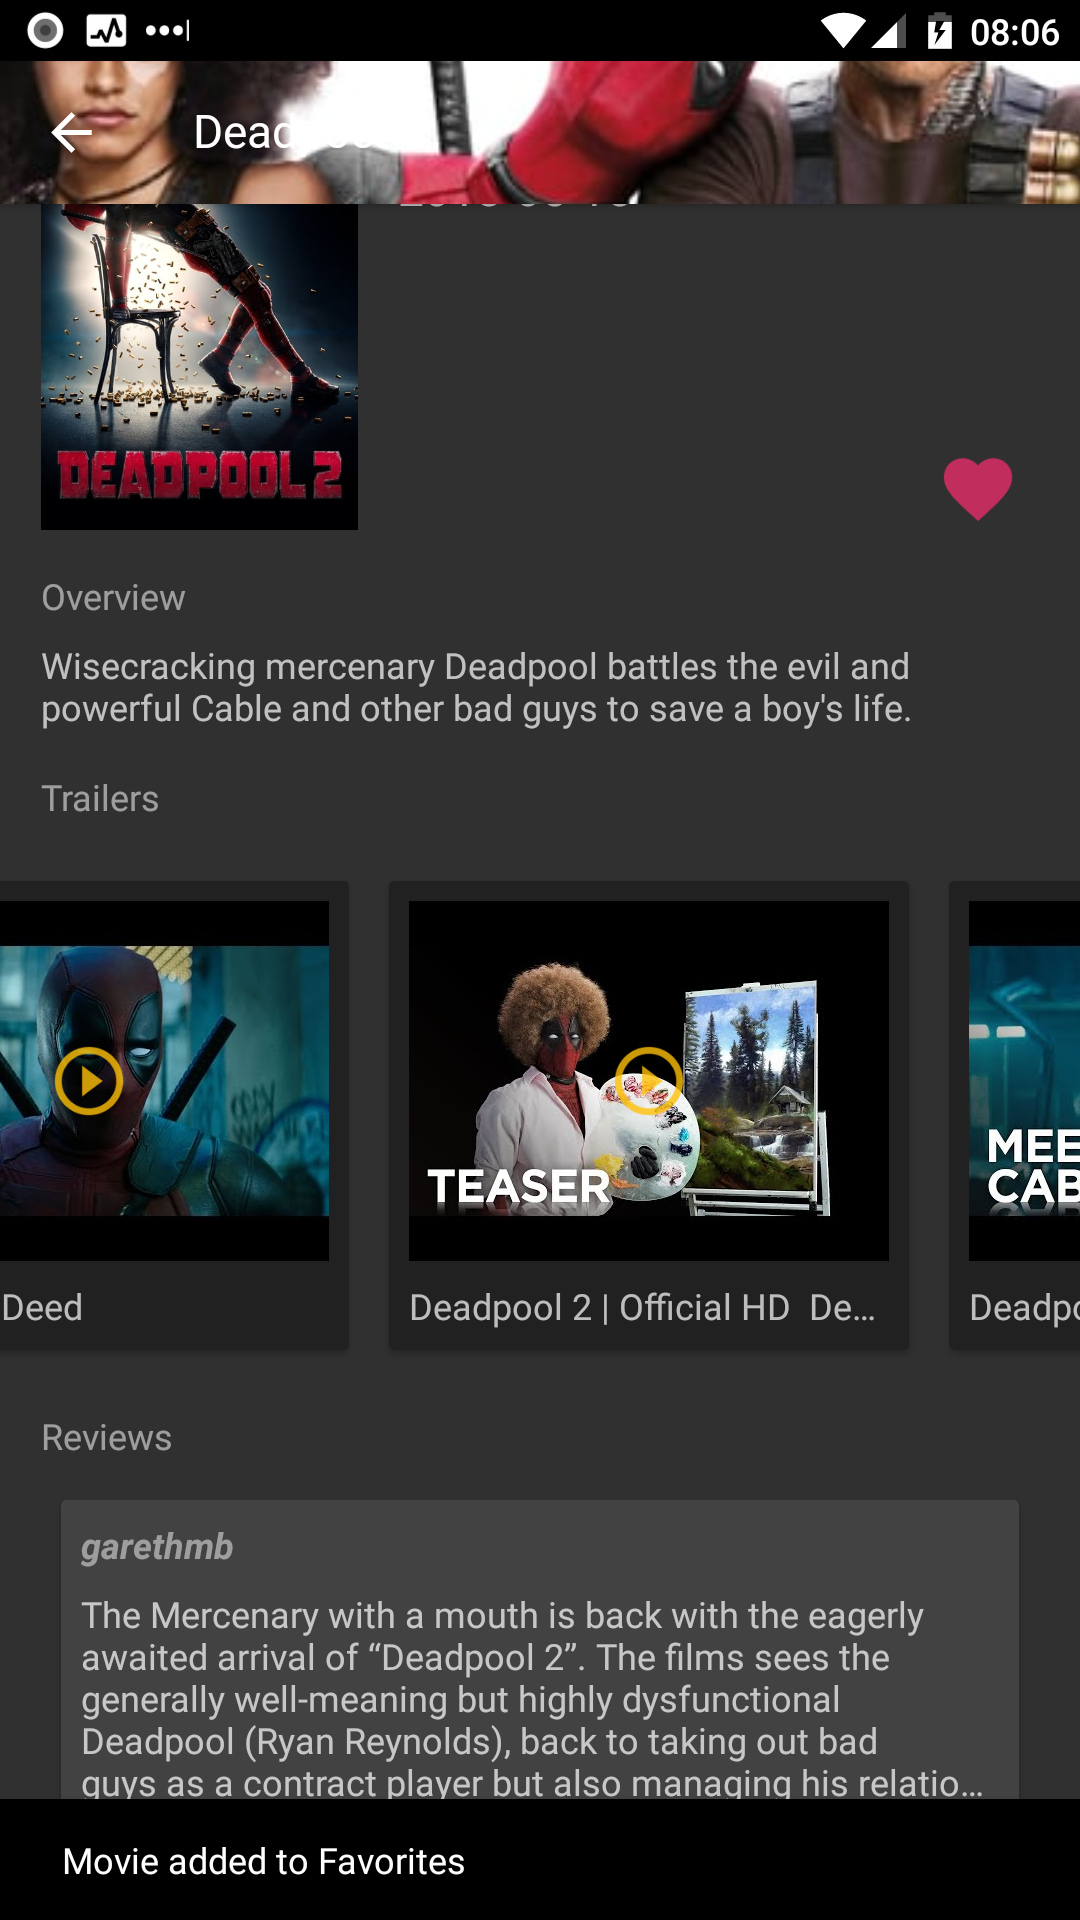 08:06
DEADPOOL 2
Overview
Wisecracking mercenary Deadpool battles the evil and
powerful Cable and other bad guys to save a boy's life.
Trailers
TEASER
MEE
CAB
Deed
Deadpool 2 | Official HD De...
Deadpo
Reviews
garethmb
The Mercenary with a mouth is back with the eagerly
awaited arrival of “Deadpool 2”. The films sees the
generally well-meaning but highly dysfunctional
Deadpool (Ryan Reynolds), back to taking out bad
guys as a contract player but also managing his relatio...
Movie added to Favorites